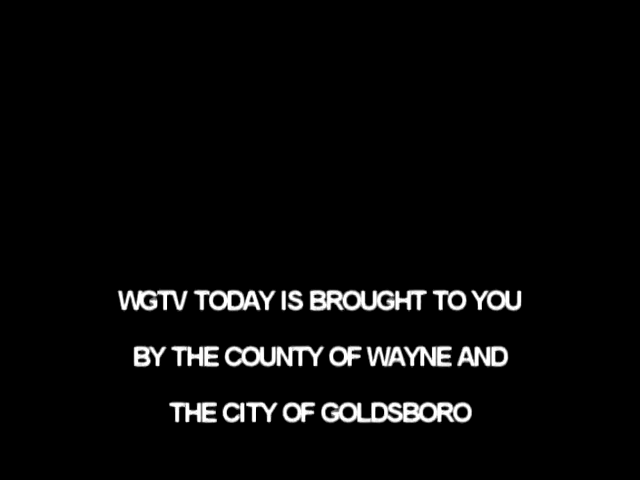 WGTV TODAY IS BROUGHT TO YOU
BY THE COUNTY OF WAYNE AND
THE CITY OF GOLDSBORO